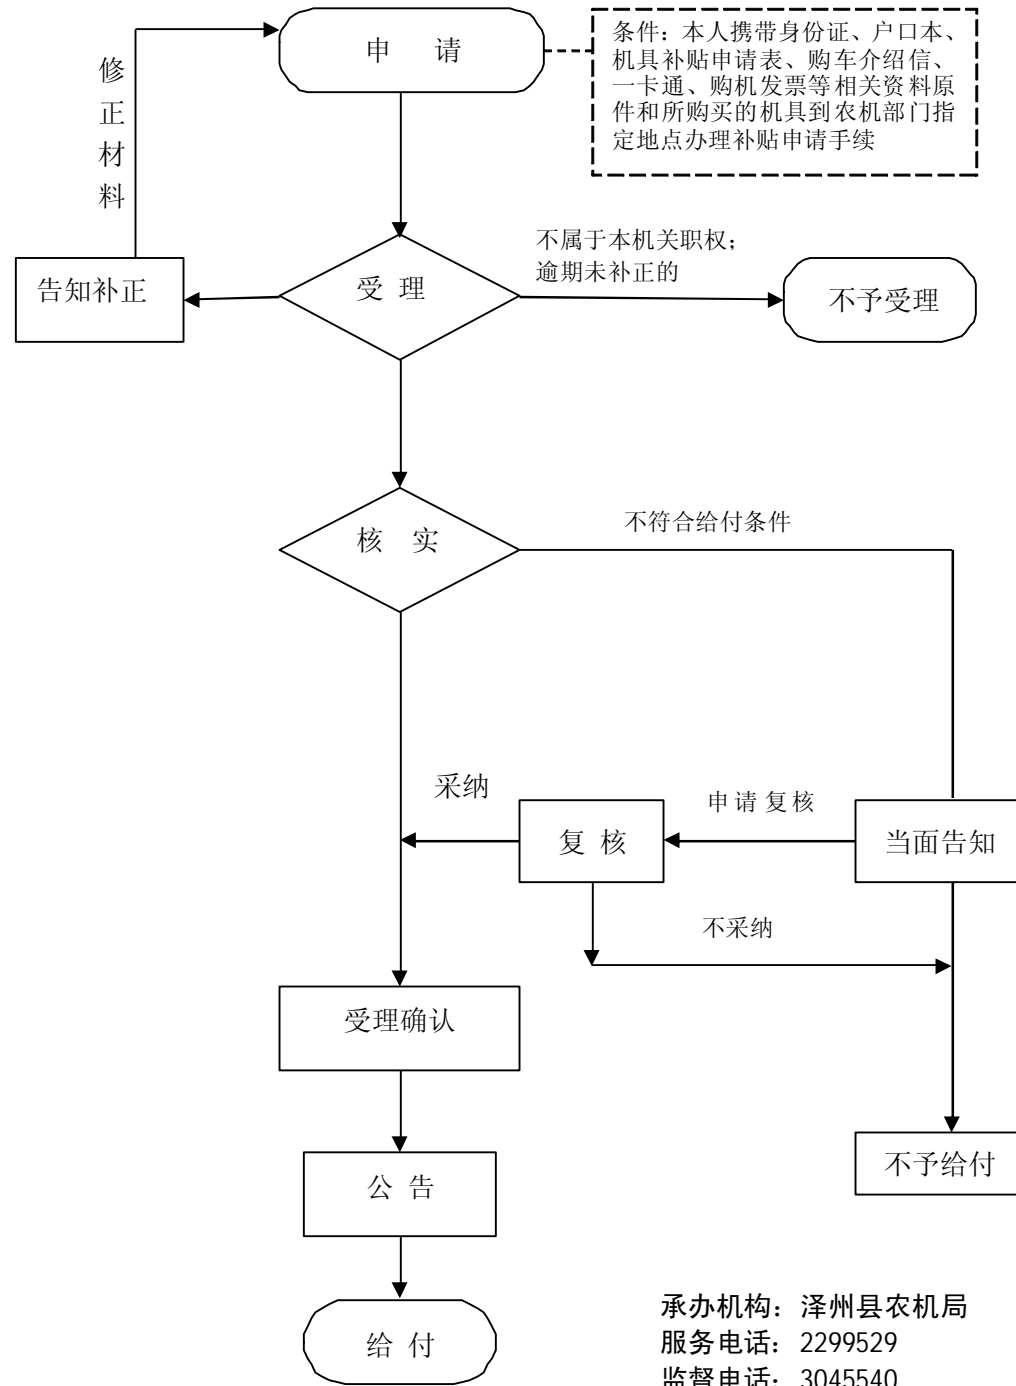 申 请
条件：本人携带身份证、户口本、
机具补贴申请表、购车介绍信、
一卡通、购机发票等相关资料原
件和所购买的机具到农机部门指
定地点办理补贴申请手续
修正材料
受 理
不属于本机关职权；
逾期未补正的
告知补正
不予受理
核 实
不符合给付条件
采纳
申请复核
复 核
当面告知
不采纳
受理确认
公 告
不予给付
给 付
承办机构：泽州县农机局
服务电话：2299529
监督电话：3045540